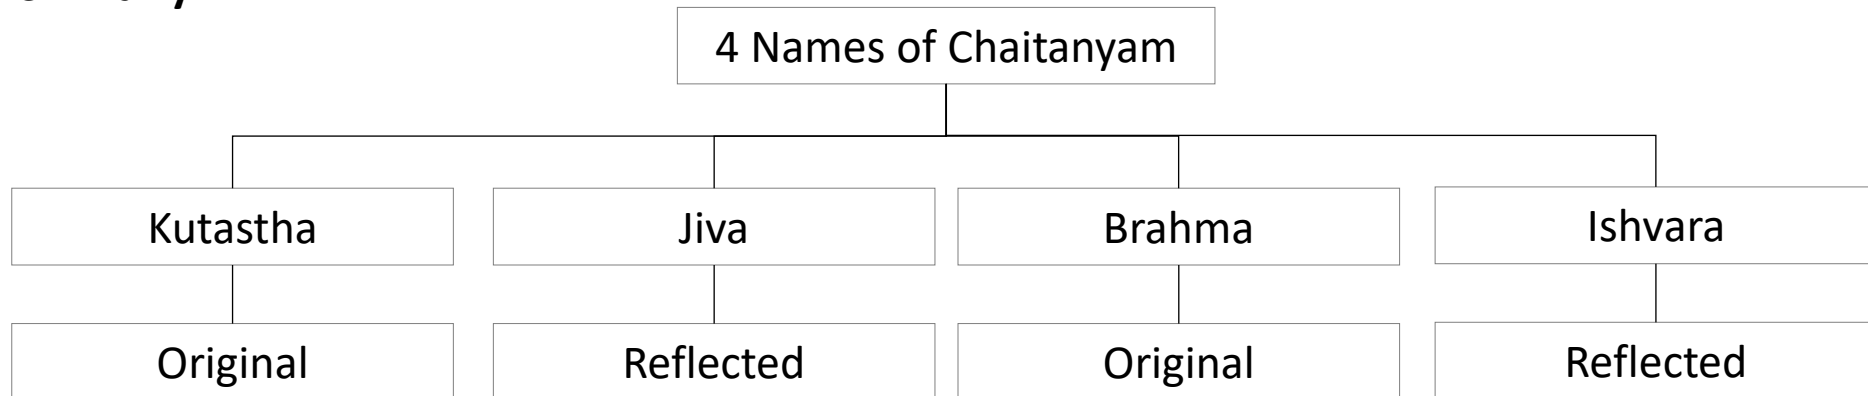 4 Names of Chaitanyam
Kutastha
Jiva
Brahma
Ishvara
Original
Reflected
Original
Reflected